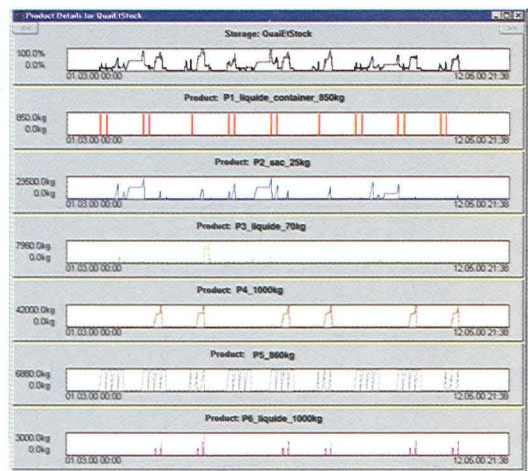 Product Details for QuaiEtStock
<<
>>
Storage: QuaiEtStock
100.0%
0.0%
01.03.00 00:00
12.05.00 21:38
Product: P1_liquide_container_850kg
850.0kg
0.0kg
01.03.00 00:00
12.05.00 21:38
Product: P2_sac_25kg
23500.0kg
0.0kg
01.03.00 00:00
12.05.00 21:38
Product: P3_liquide_70kg
7980.0kg
0.0kg
01.03.00 00:00
12.05.00 21:38
Product: P4_1000kg
42000.0kg
0.0kg
01.03.00 00:00
12.05.00 21:38
Product: P5_860kg
6880.0kg
0.0kg
01.03.00 00:00
12.05.00 21:38
Product: P6_liquide_1000kg
3000.0kg
0.0kg
01.03.00 00:00
12.05.00 21:38